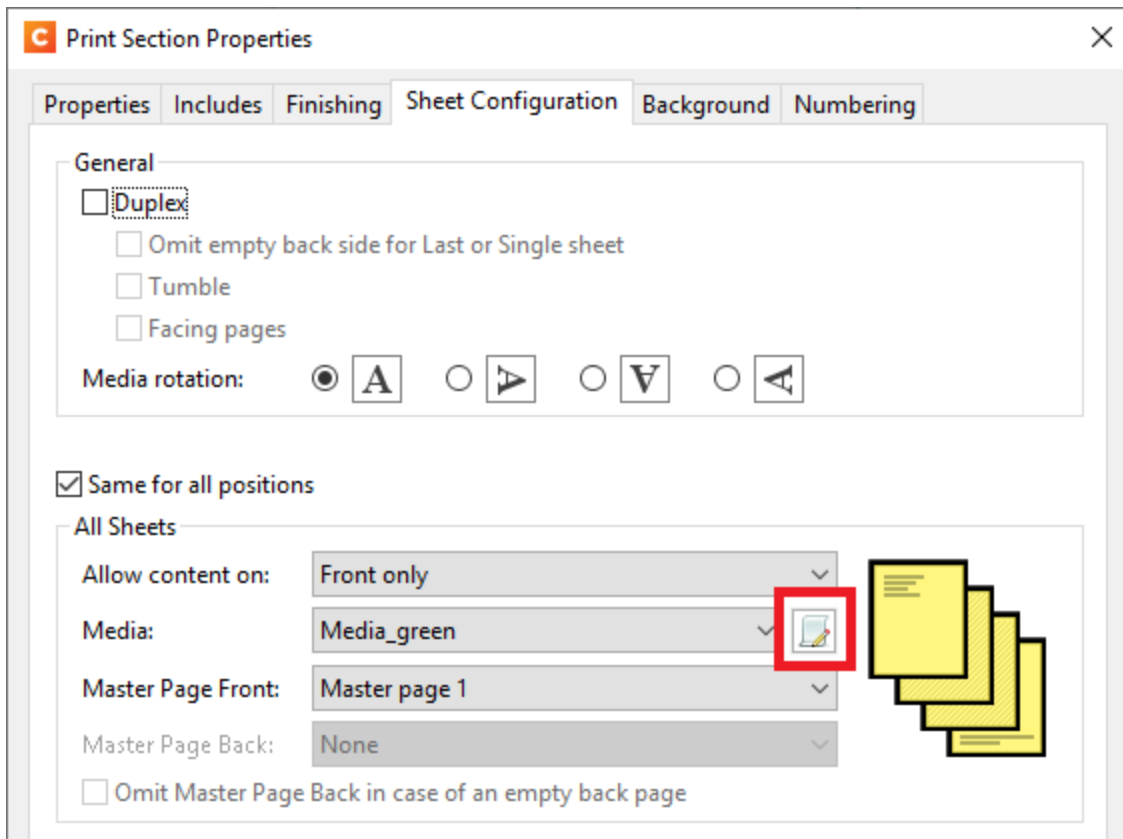 C Print Section Properties
Properties Includes Finishing Sheet Configuration Background Numbering
General
Duplex
Omit empty back side for Last or Single sheet
Tumble
Facing pages
Media rotation: A A A A
Same for all positions
All Sheets
Allow content on: Front only
Media: Media_green
Master Page Front: Master page 1
Master Page Back: None
Omit Master Page Back in case of an empty back page